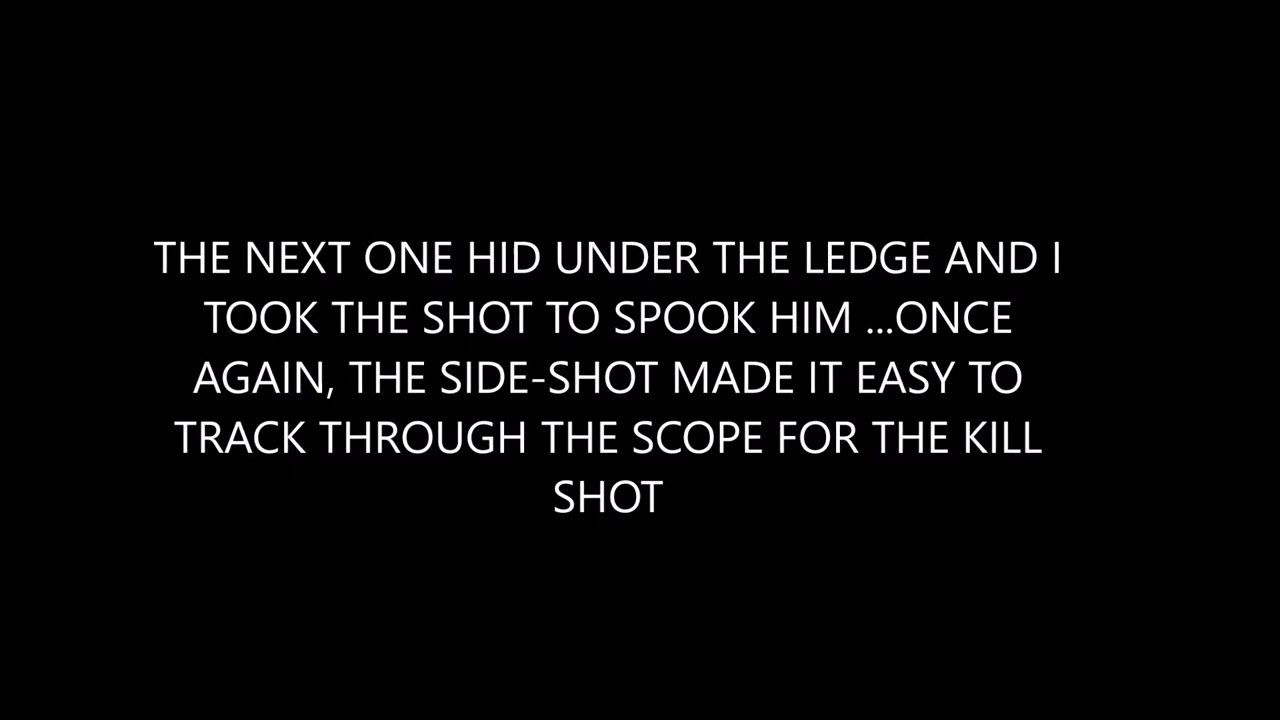 THE NEXT ONE HID UNDER THE LEDGE AND I
TOOK THE SHOT TO SPOOK HIM ...ONCE
AGAIN, THE SIDE-SHOT MADE IT EASY TO
TRACK THROUGH THE SCOPE FOR THE KILL
SHOT